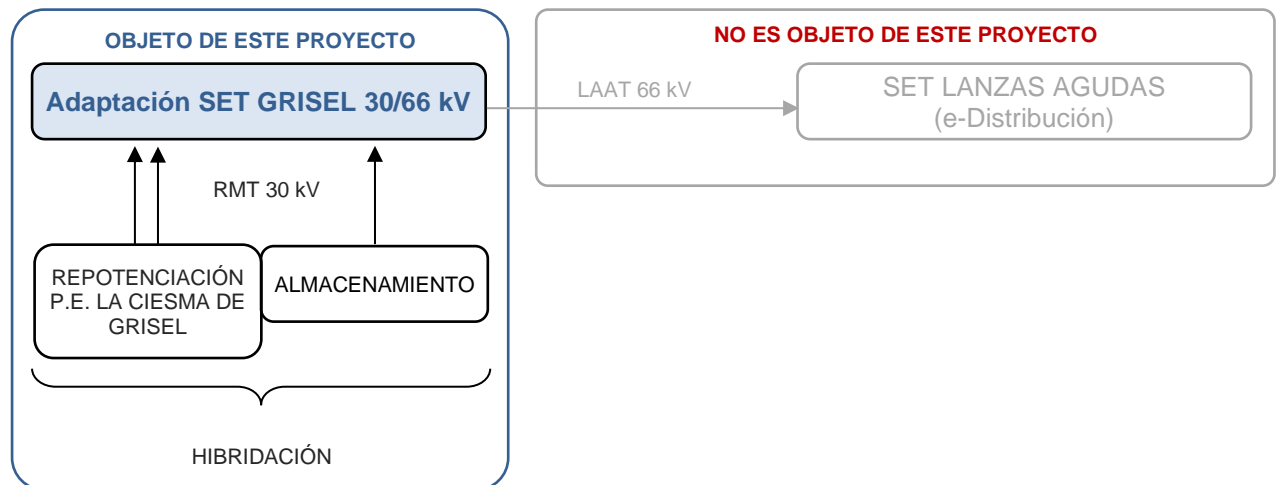 OBJETO DE ESTE PROYECTO
Adaptación SET GRISEL 30/66 kV
RMT 30 kV
REPOTENCIACIÓN
P.E. LA CIESMA DE
GRISEL
ALMACENAMIENTO
HIBRIDACIÓN
NO ES OBJETO DE ESTE PROYECTO
LAAT 66 kV
SET LANZAS AGUDAS
(e-Distribución)